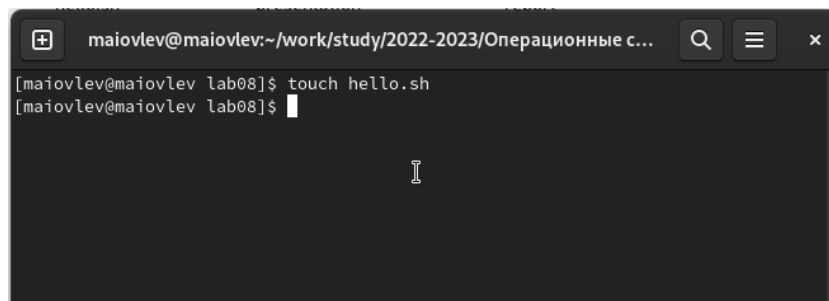 maiovlev@maiovlev:~/work/study/2022-2023/Операционные с...
[maiovlev@maiovlev lab08]$ touch hello.sh
[maiovlev@maiovlev lab08]$